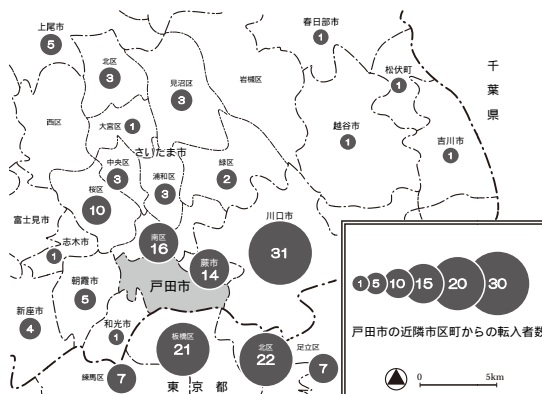 春日部市
1
上尾市
5
北区
3
見沼区
3
岩槻区
松伏町
1
千葉県
西区
大宮区 1
さいたま市
越谷市
1
吉川市
1
中央区
3
浦和区
3
緑区
2
桜区
10
富士見市
志木市
1
南区
16
蕨市
14
川口市
31
戸田市
朝霞市
5
新座市
4
和光市
1
板橋区
21
北区
22
足立区
7
練馬区
7
東京都
1 5 10 15 20 30
戸田市の近隣市区町からの転入者数
0 5km